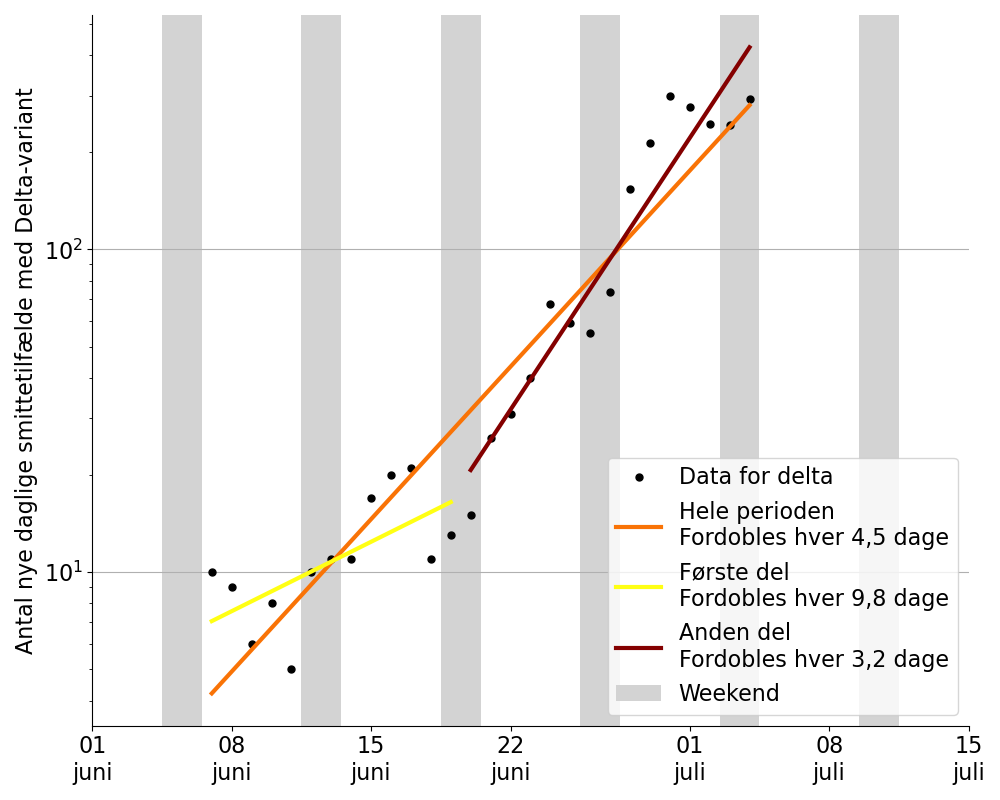 Antal nye daglige smittetilfælde med Delta-variant
10²
10¹
Data for delta
Hele perioden
Fordobles hver 4,5 dage
Første del
Fordobles hver 9,8 dage
Anden del
Fordobles hver 3,2 dage
Weekend
01 08 15 22 01 08 15
juni juni juni juni juli juli juli